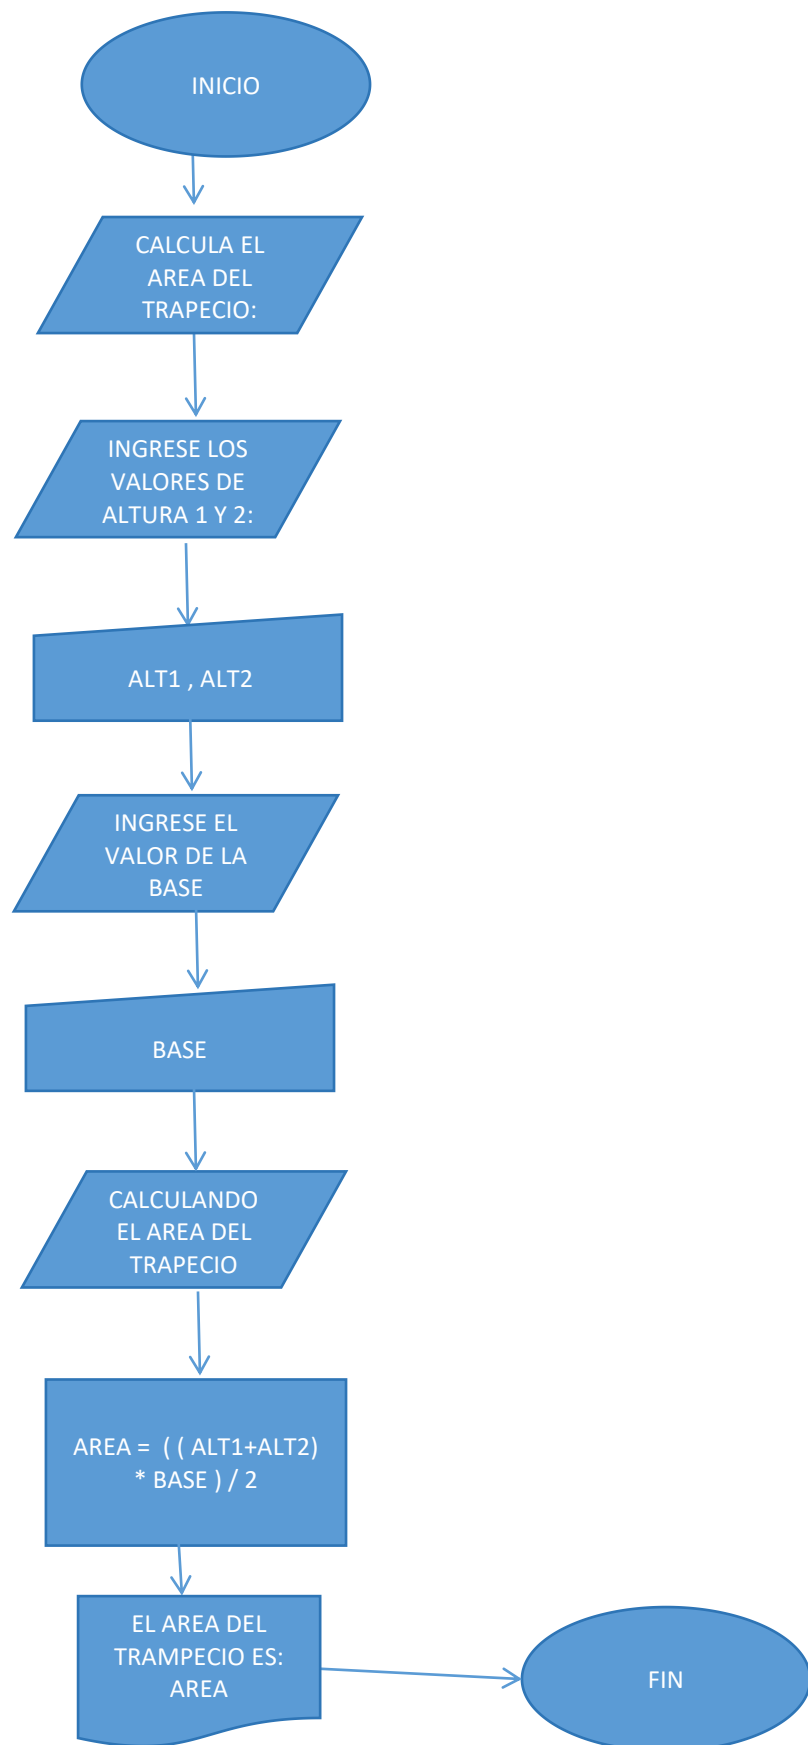 INICIO
CALCULA EL
AREA DEL
TRAPECIO:
INGRESE LOS
VALORES DE
ALTURA 1 Y 2:
ALT1 , ALT2
INGRESE EL
VALOR DE LA
BASE
BASE
CALCULANDO
EL AREA DEL
TRAPECIO
AREA = ( ( ALT1+ALT2)
* BASE ) / 2
EL AREA DEL
TRAMPECIO ES:
AREA
FIN